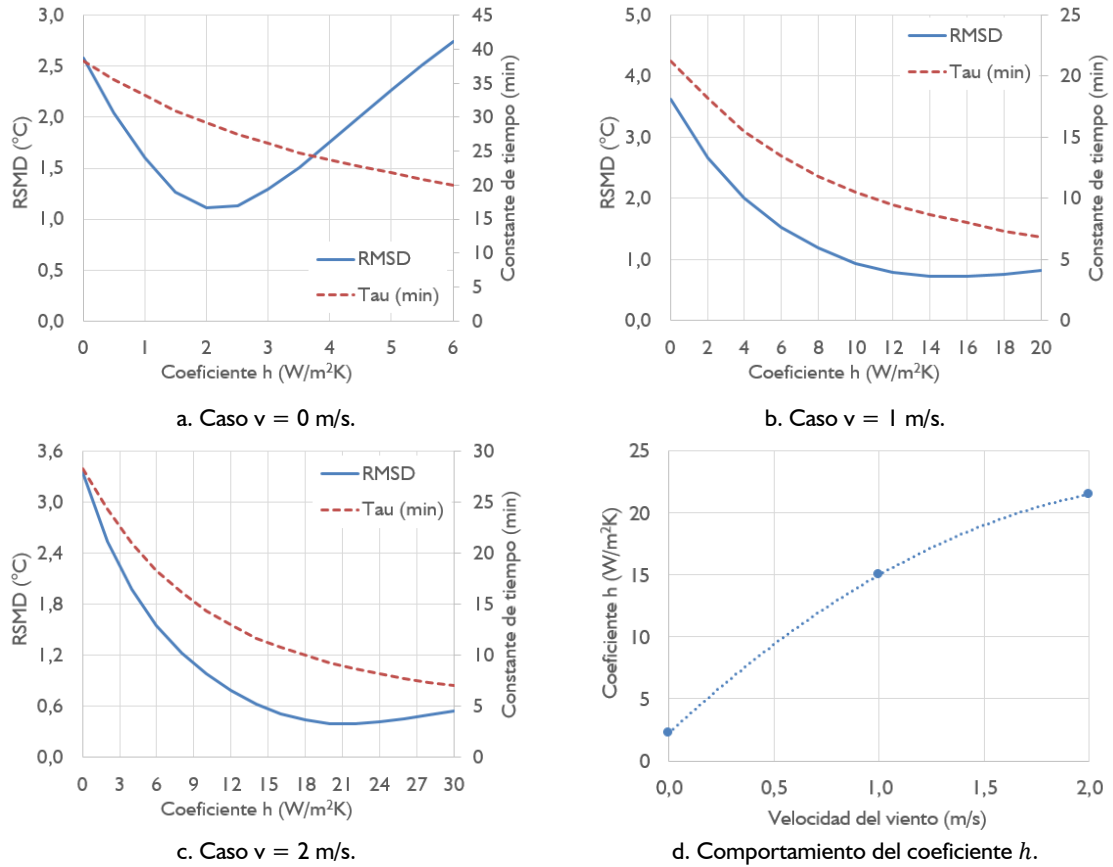 RSMD (°C)
3,0
2,5
2,0
1,5
1,0
0,5
0,0
RMSD
Tau (min)
45
40
35
30
25
20
15
10
5
0
Constante de tiempo (min)
0 1 2 3 4 5 6
Coeficiente h (W/m²K)
a. Caso v = 0 m/s.
RSMD (°C)
5,0
4,0
3,0
2,0
1,0
0,0
RMSD
Tau (min)
25
20
15
10
5
0
Constante de tiempo (min)
0 2 4 6 8 10 12 14 16 18 20
Coeficiente h (W/m²K)
b. Caso v = 1 m/s.
RSMD (°C)
3,6
3,0
2,4
1,8
1,2
0,6
0,0
RMSD
Tau (min)
30
25
20
15
10
5
0
Constante de tiempo (min)
0 3 6 9 12 15 18 21 24 27 30
Coeficiente h (W/m²K)
c. Caso v = 2 m/s.
Coeficiente h (W/m²K)
25
20
15
10
5
0
0,0 0,5 1,0 1,5 2,0
Velocidad del viento (m/s)
d. Comportamiento del coeficiente h.